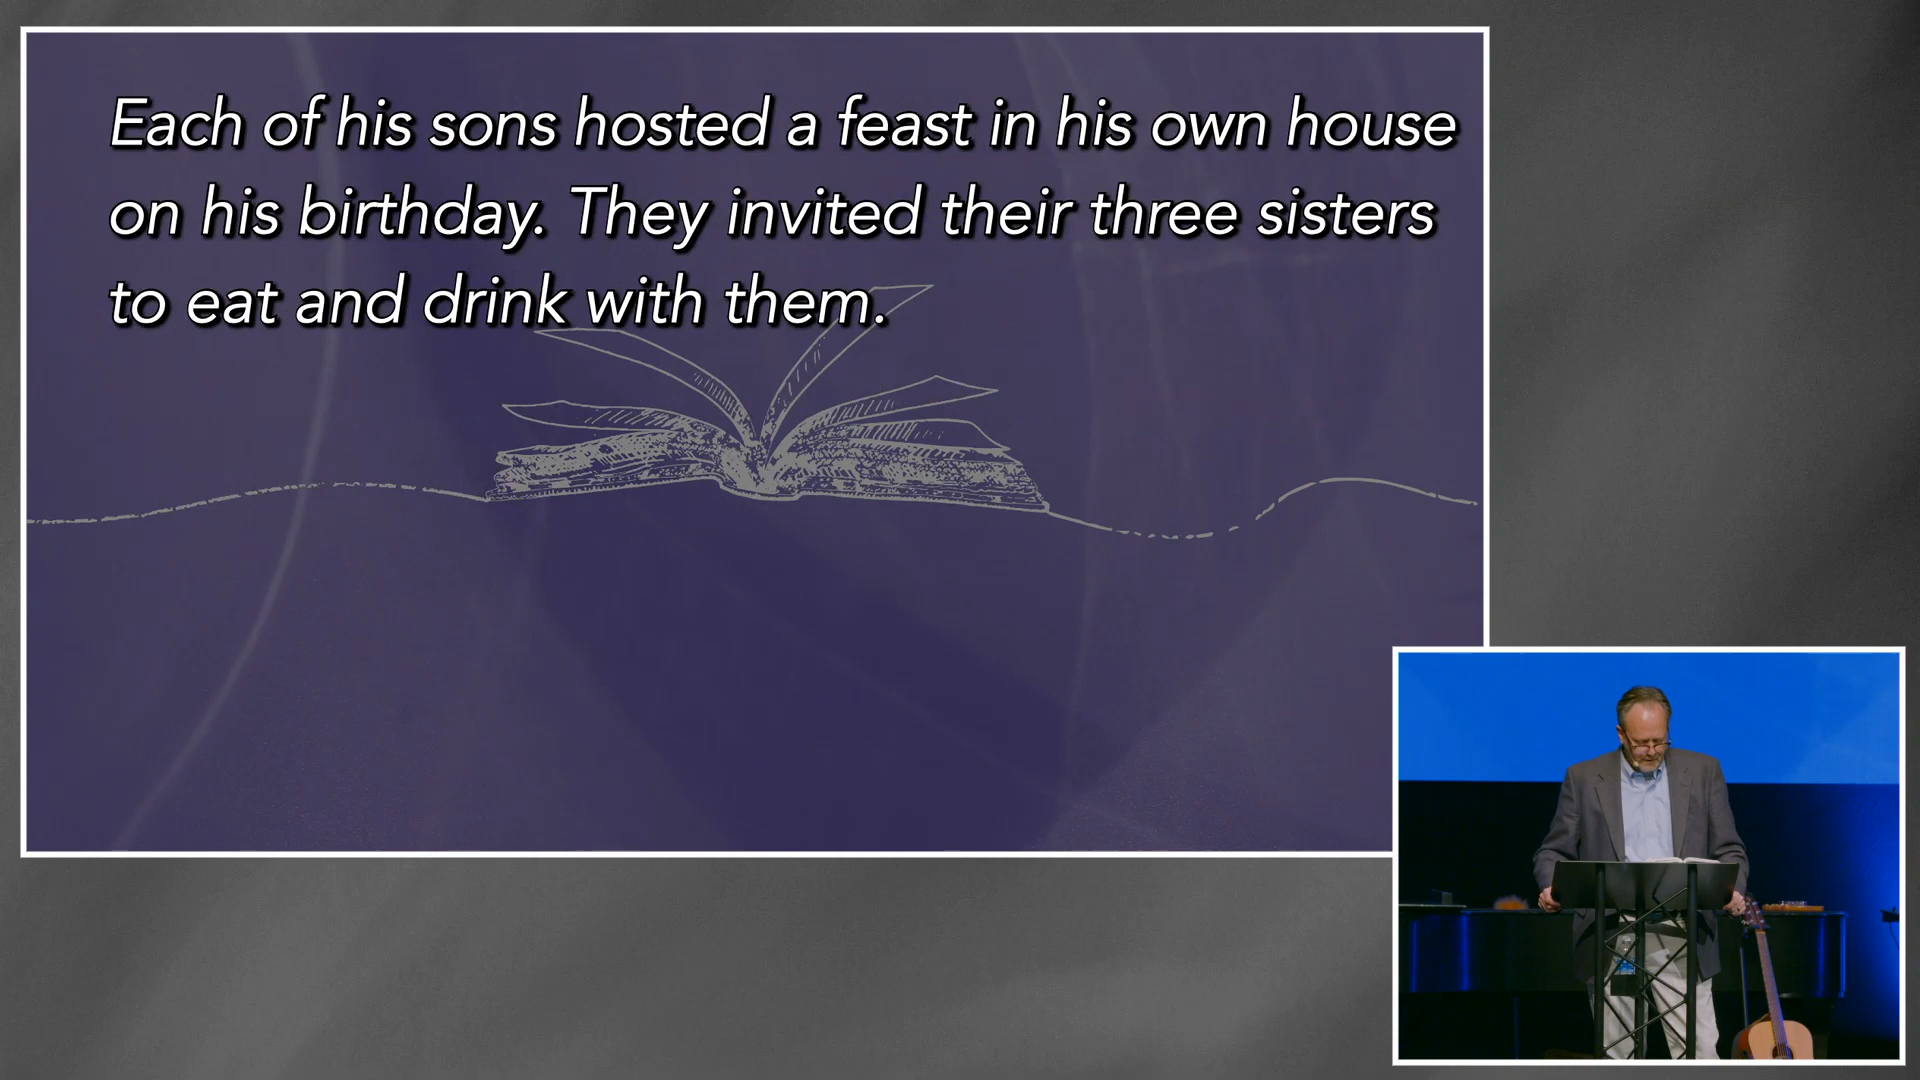 Each of his sons hosted a feast in his own house
on his birthday. They invited their three sisters
to eat and drink with them.